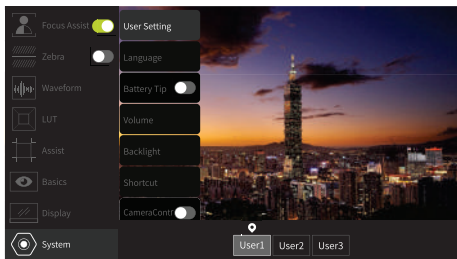 Focus Assist
Zebra
Waveform
LUT
Assist
Basics
Display
System
User Setting
Language
Battery Tip
Volume
Backlight
Shortcut
CameraContr
User1 User2 User3